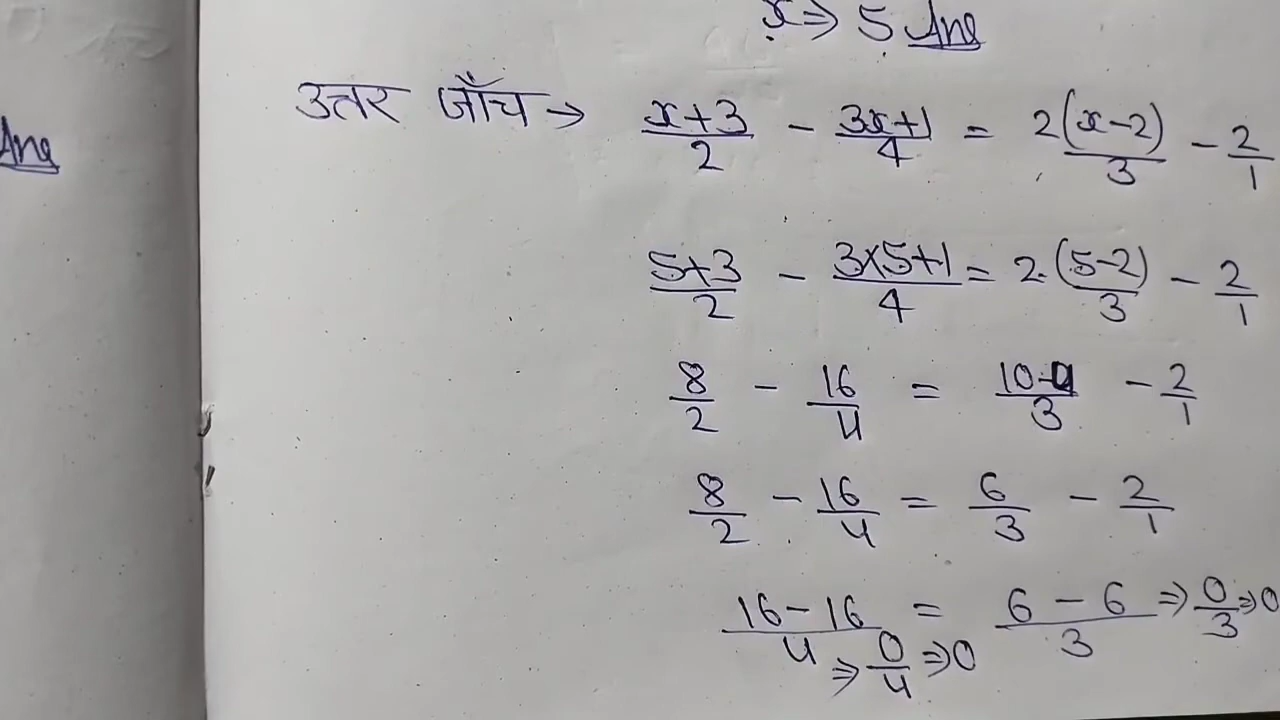 x ⇒ 5 Ans
Ans
उत्तर जाँच → x+3/2 - 3x+1/4 = 2(x-2)/3 - 2/1
5+3/2 - 3×5+1/4 = 2.(5-2)/3 - 2/1
8/2 - 16/4 = 10-4/3 - 2/1
8/2 - 16/4 = 6/3 - 2/1
16-16/4 ⇒ 0/4 ⇒ 0 = 6-6/3 ⇒ 0/3 ⇒ 0